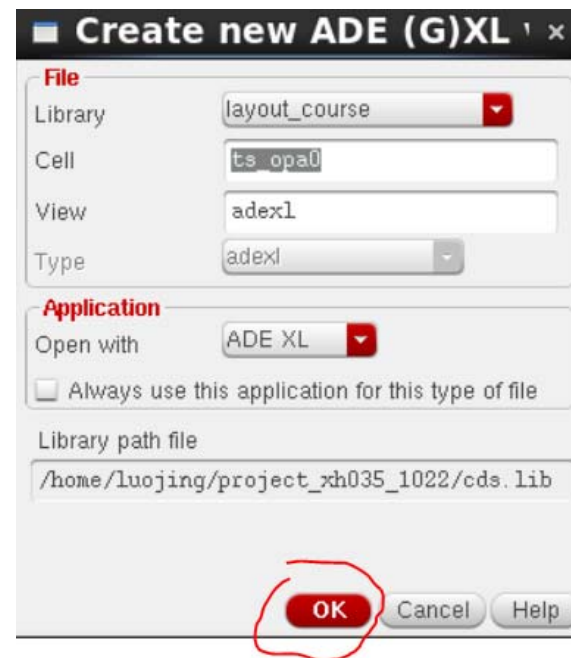 Create new ADE (G)XL
File
Library layout_course
Cell ts_opa0
View adexl
Type adexl
Application
Open with ADE XL
Always use this application for this type of file
Library path file
/home/luojing/project_xh035_1022/cds.lib
OK Cancel Help